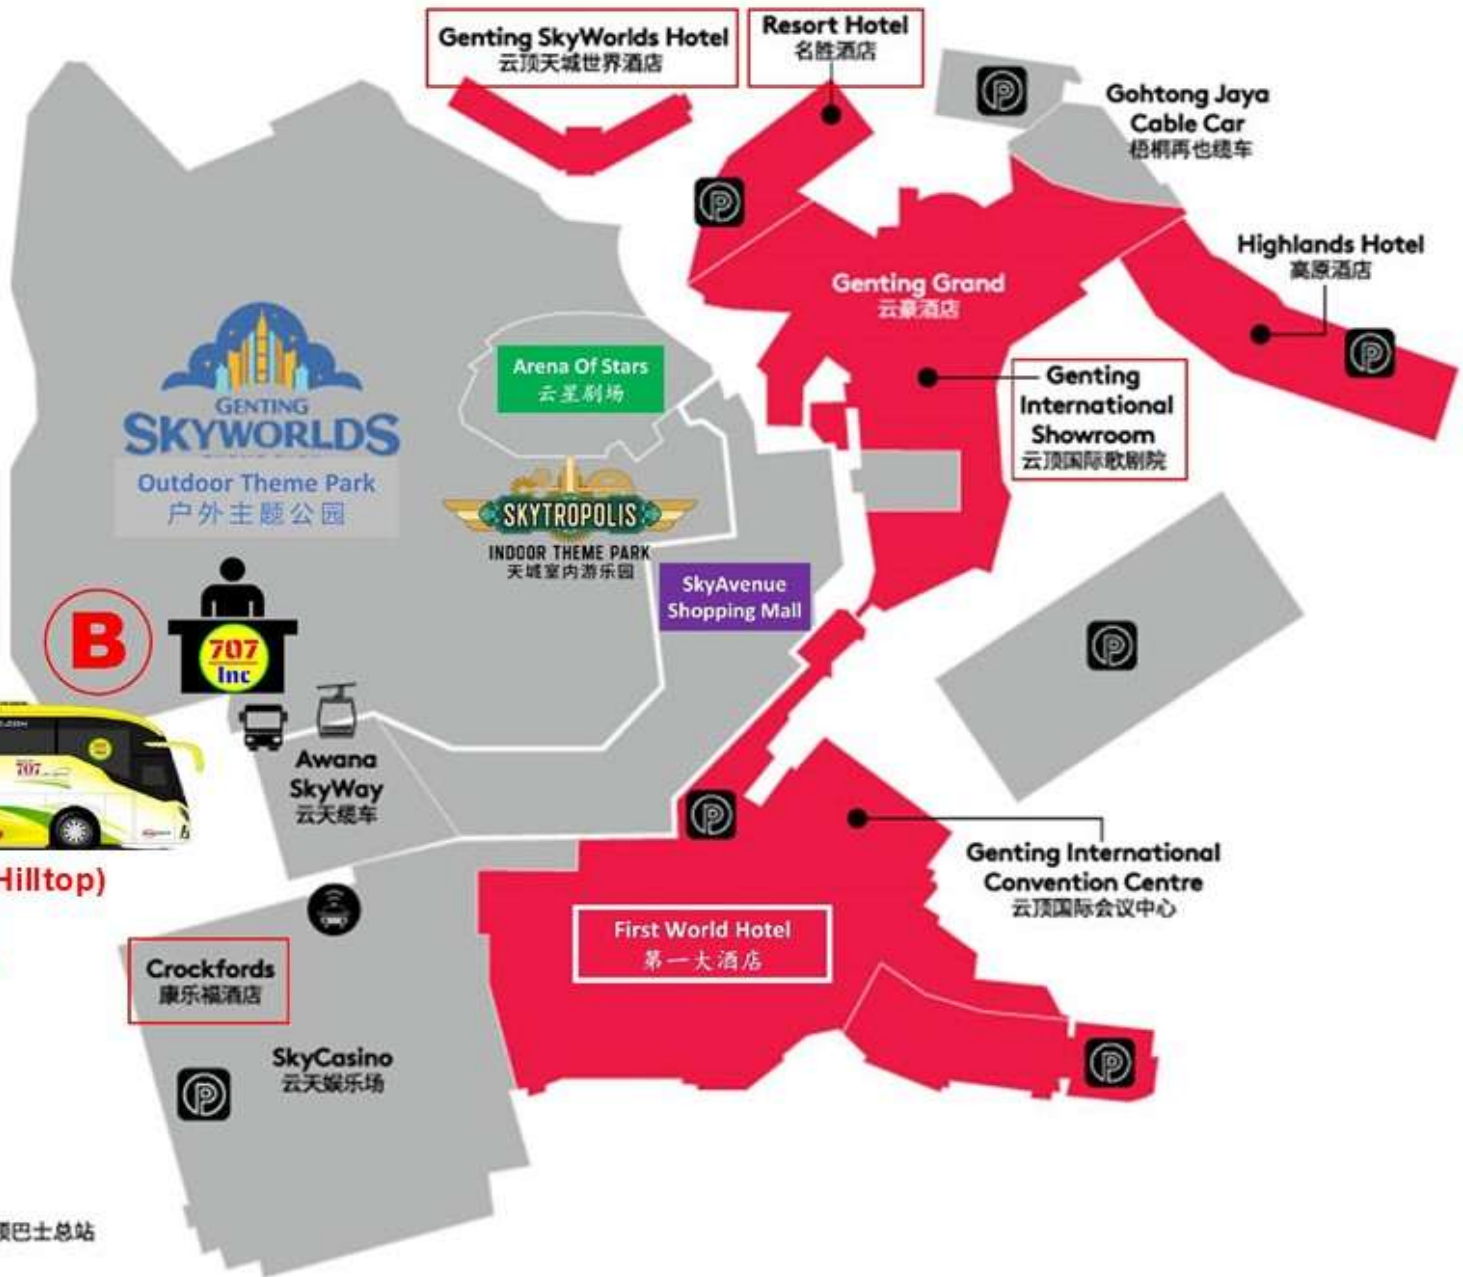 Genting SkyWorlds Hotel
云顶天城世界酒店
Resort Hotel
名胜酒店
Gohtong Jaya
Cable Car
梧桐再也缆车
Highlands Hotel
高原酒店
Genting Grand
云豪酒店
Arena Of Stars
云星剧场
Genting
International
Showroom
云顶国际歌剧院
GENTING
SKYWORLDS
Outdoor Theme Park
户外主题公园
SKYTROPOLIS
INDOOR THEME PARK
天城室内游乐园
SkyAvenue
Shopping Mall
B
707
Inc
707
Awana
SkyWay
云天缆车
Hilltop)
Genting International
Convention Centre
云顶国际会议中心
First World Hotel
第一大酒店
Crockfords
康乐福酒店
SkyCasino
云天娱乐场
巴士总站
P
P
P
P
P
P
P